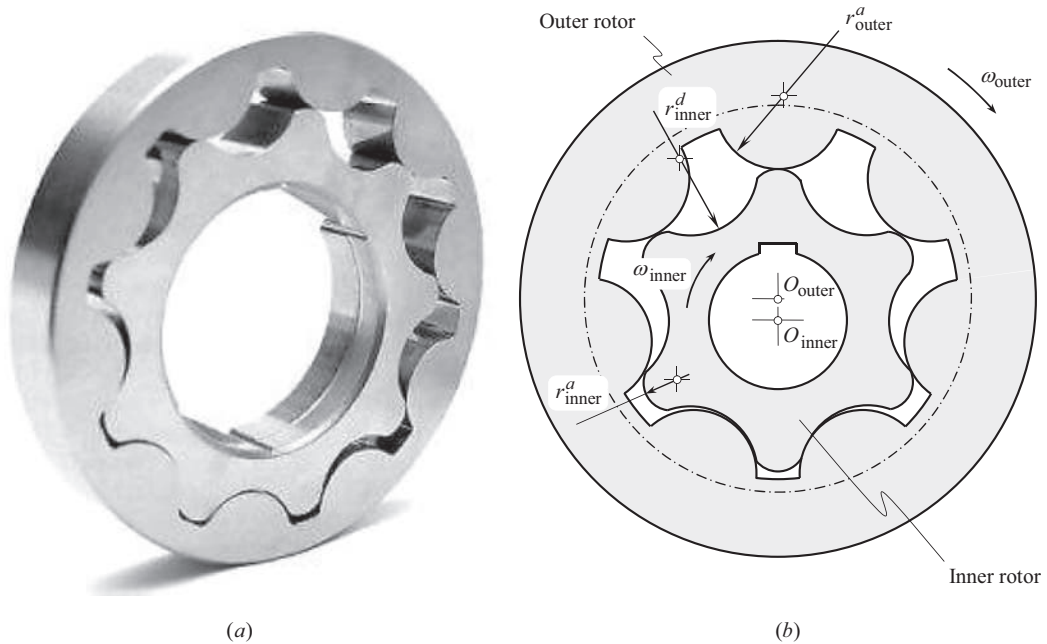 Outer rotor
r^a_outer
ω_outer
r^d_inner
ω_inner
O_outer
O_inner
r^a_inner
Inner rotor
(a)
(b)